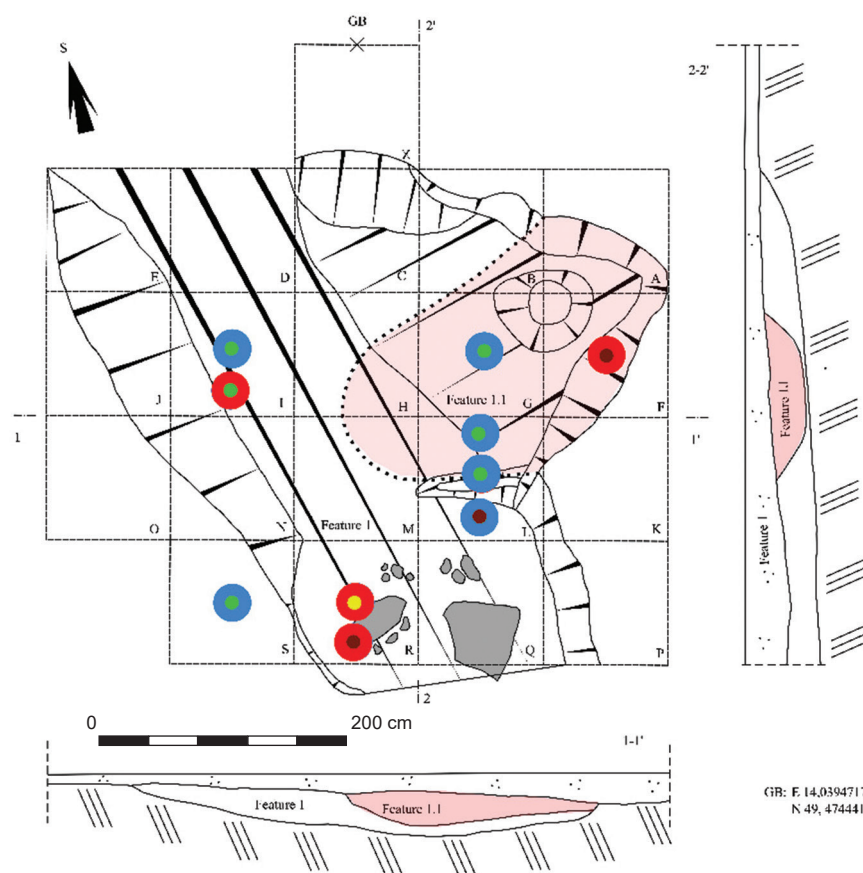 GB
2'
S
2-2'
X
E
D
C
B
A
J
I
H
Feature 1.1
G
F
1
1'
Feature 1.1
O
N
Feature 1
M
L
K
Feature 1
S
R
Q
P
2
0
200 cm
1-1'
Feature 1
Feature 1.1
GB: E 14,0394717
N 49, 474441